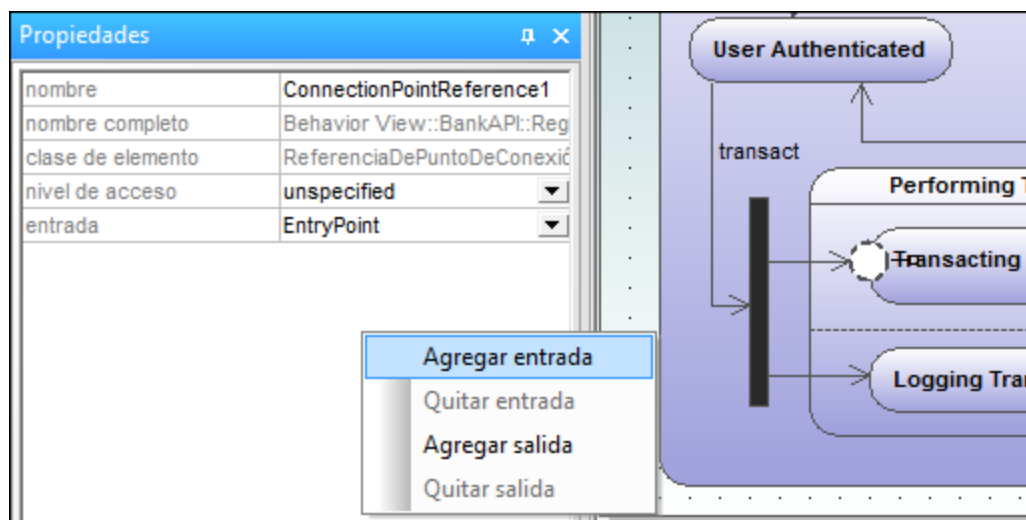 Propiedades
nombre ConnectionPointReference1
nombre completo Behavior View::BankAPI::Reg
clase de elemento ReferenciaDePuntoDeConexió
nivel de acceso unspecified
entrada EntryPoint
Agregar entrada
Quitar entrada
Agregar salida
Quitar salida
User Authenticated
transact
Performing T
Transacting
Logging Tra